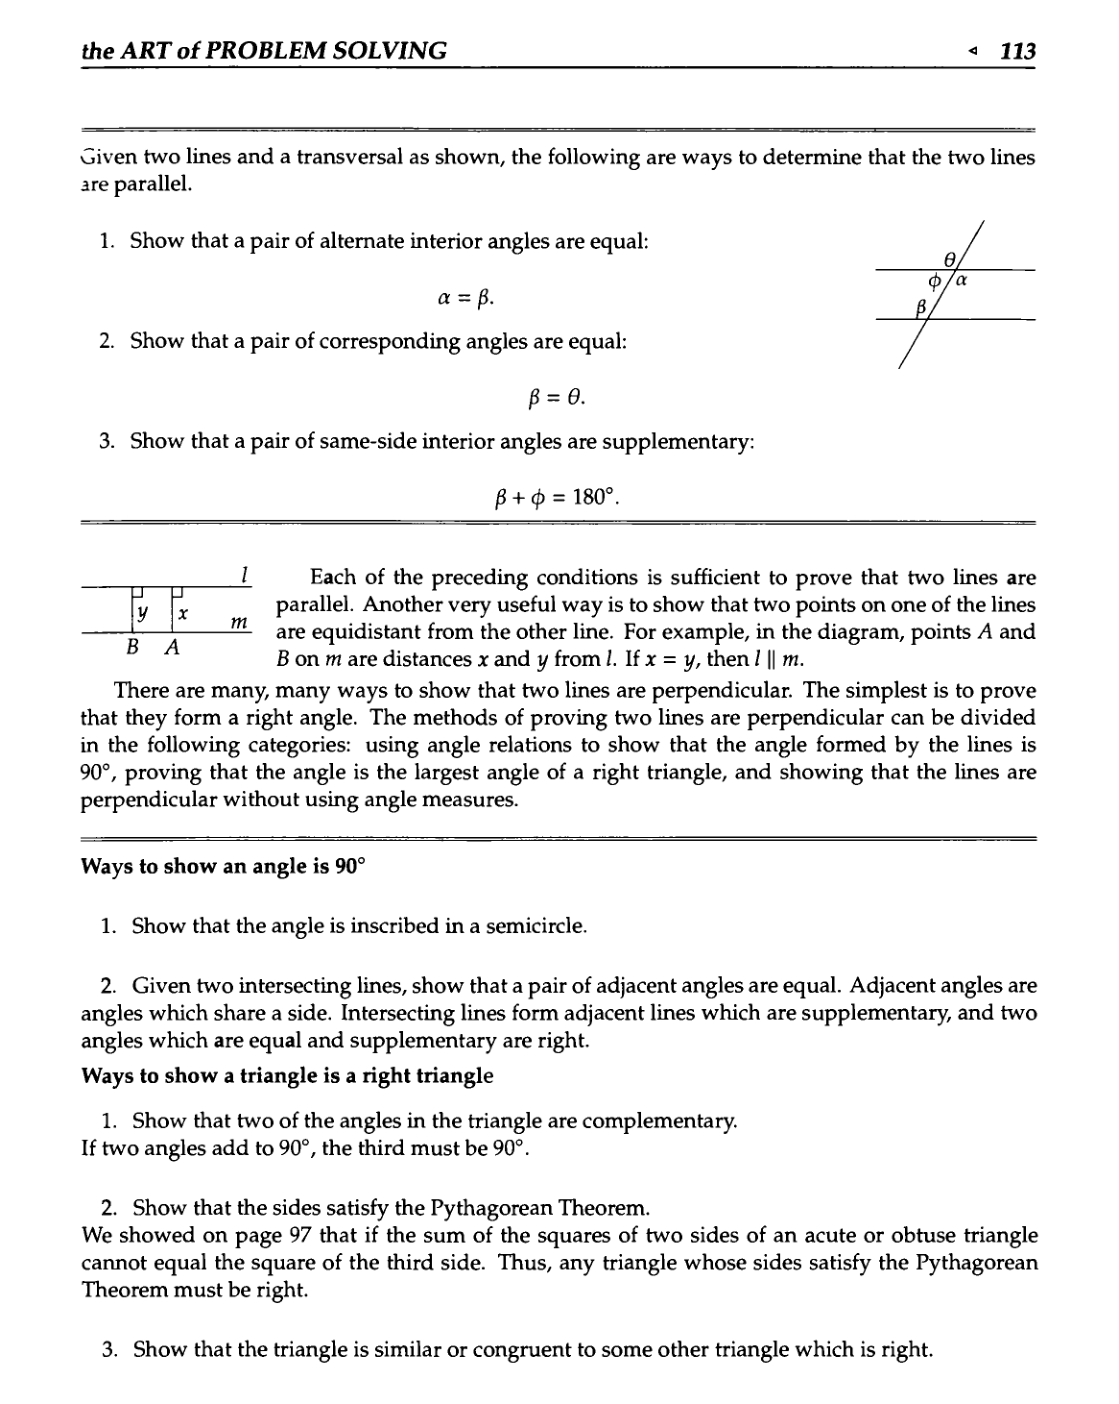 the ART of PROBLEM SOLVING ◃ 113
Given two lines and a transversal as shown, the following are ways to determine that the two lines
are parallel.
1. Show that a pair of alternate interior angles are equal:
α = β.
2. Show that a pair of corresponding angles are equal:
β = θ.
3. Show that a pair of same-side interior angles are supplementary:
β + ϕ = 180°.
θ
ϕ α
β
l
y x
m
B A
Each of the preceding conditions is sufficient to prove that two lines are
parallel. Another very useful way is to show that two points on one of the lines
are equidistant from the other line. For example, in the diagram, points A and
B on m are distances x and y from l. If x = y, then l ∥ m.
There are many, many ways to show that two lines are perpendicular. The simplest is to prove
that they form a right angle. The methods of proving two lines are perpendicular can be divided
in the following categories: using angle relations to show that the angle formed by the lines is
90°, proving that the angle is the largest angle of a right triangle, and showing that the lines are
perpendicular without using angle measures.
Ways to show an angle is 90°
1. Show that the angle is inscribed in a semicircle.
2. Given two intersecting lines, show that a pair of adjacent angles are equal. Adjacent angles are
angles which share a side. Intersecting lines form adjacent lines which are supplementary, and two
angles which are equal and supplementary are right.
Ways to show a triangle is a right triangle
1. Show that two of the angles in the triangle are complementary.
If two angles add to 90°, the third must be 90°.
2. Show that the sides satisfy the Pythagorean Theorem.
We showed on page 97 that if the sum of the squares of two sides of an acute or obtuse triangle
cannot equal the square of the third side. Thus, any triangle whose sides satisfy the Pythagorean
Theorem must be right.
3. Show that the triangle is similar or congruent to some other triangle which is right.